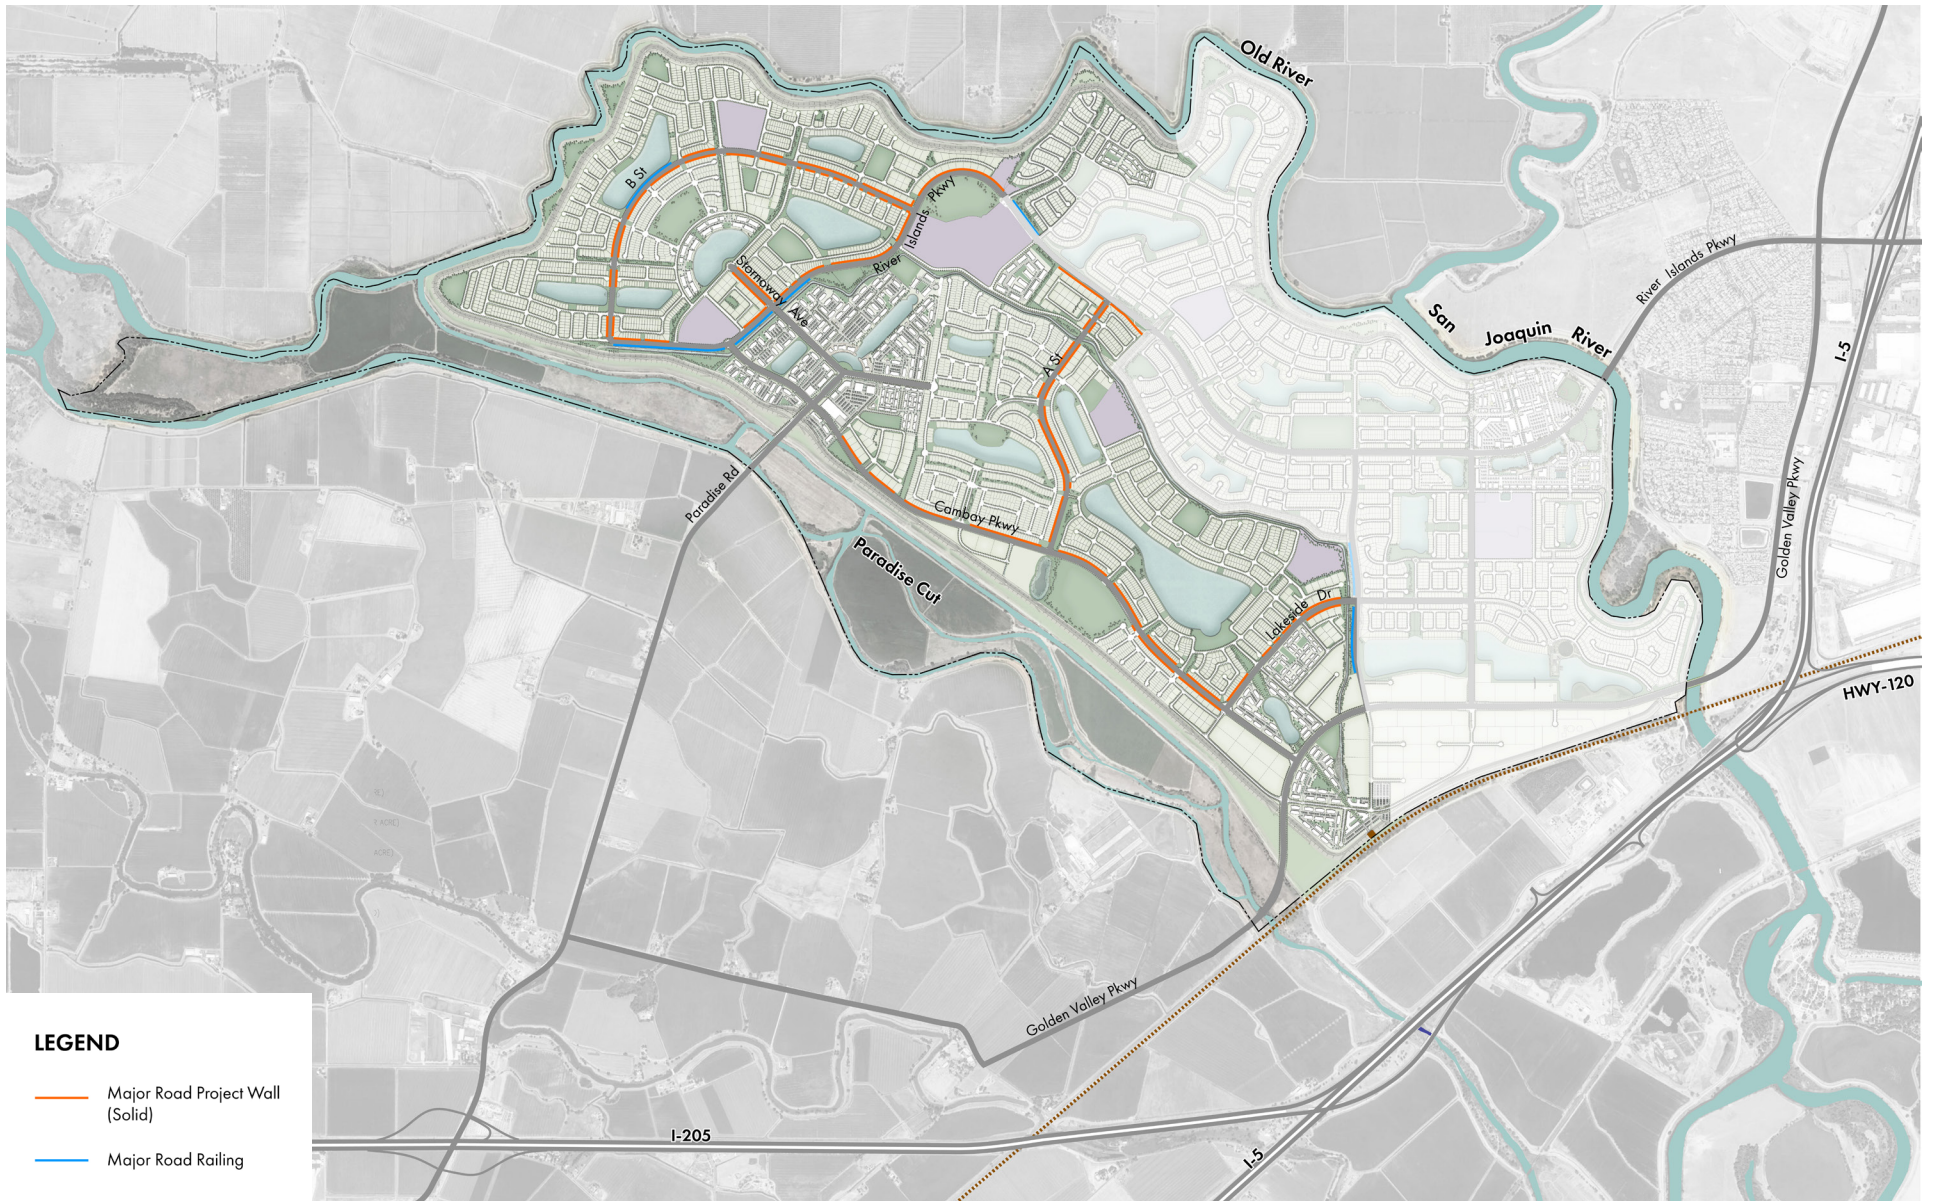 Old River
B St
Islands Pkwy
River
Stornoway Ave
River Islands Pkwy
San Joaquin River
I-5
A St
Golden Valley Pkwy
Paradise Rd
Cambay Pkwy
Paradise Cut
Lakeside Dr
HWY-120
Golden Valley Pkwy
I-205
I-5
LEGEND
Major Road Project Wall
(Solid)
Major Road Railing